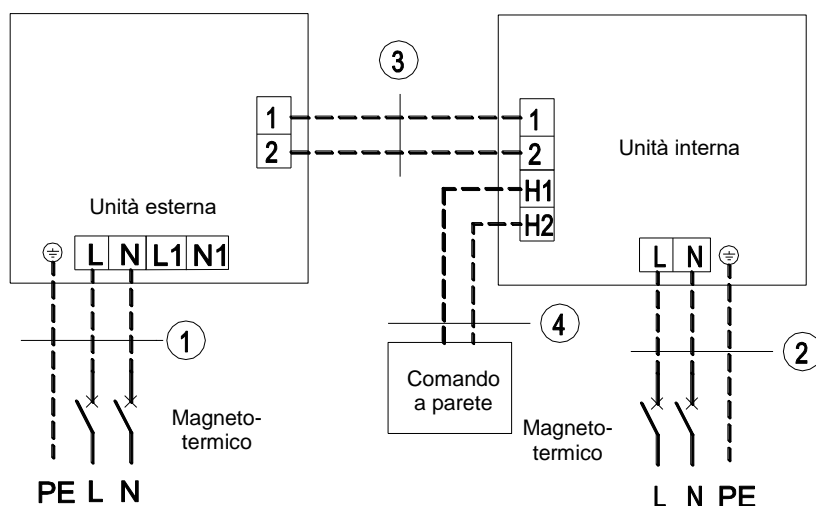 3
1
2
1
2
H1
H2
Unità interna
Unità esterna
L N L1 N1
L N
1
4
2
Comando
a parete
Magneto-
termico
Magneto-
termico
PE L N
L N PE